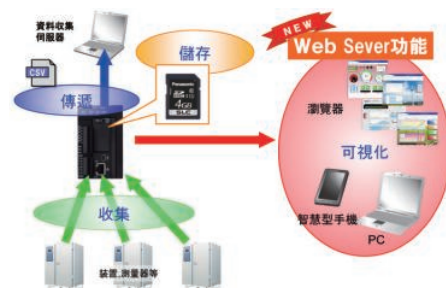 資料收集
伺服器
CSV
傳遞
儲存
Panasonic
4GB
收集
裝置、測量器等
NEW
Web Sever功能
瀏覽器
可視化
智慧型手機
PC